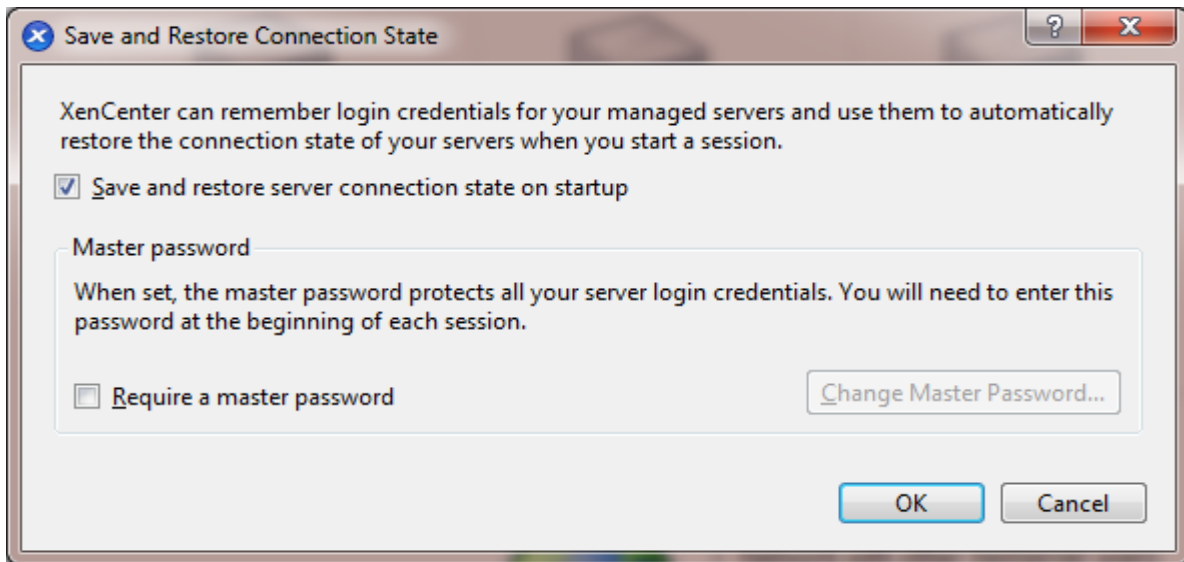 Save and Restore Connection State
XenCenter can remember login credentials for your managed servers and use them to automatically
restore the connection state of your servers when you start a session.
Save and restore server connection state on startup
Master password
When set, the master password protects all your server login credentials. You will need to enter this
password at the beginning of each session.
Require a master password
Change Master Password...
OK
Cancel